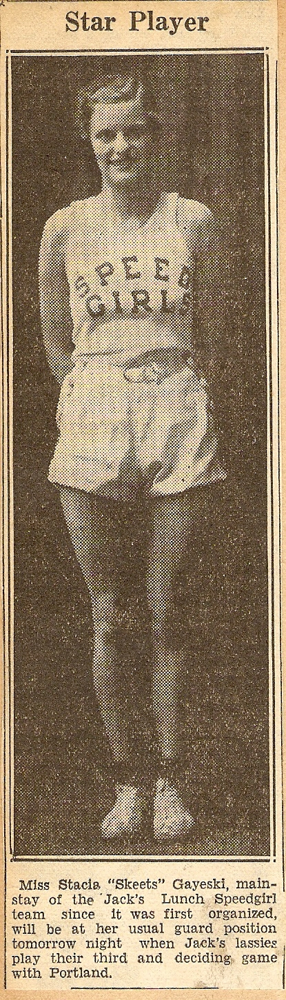 Star Player
SPEED
GIRLS
Miss Stacia "Skeets" Gayeski, main-
stay of the Jack's Lunch Speedgirl
team since it was first organized,
will be at her usual guard position
tomorrow night when Jack's lassies
play their third and deciding game
with Portland.